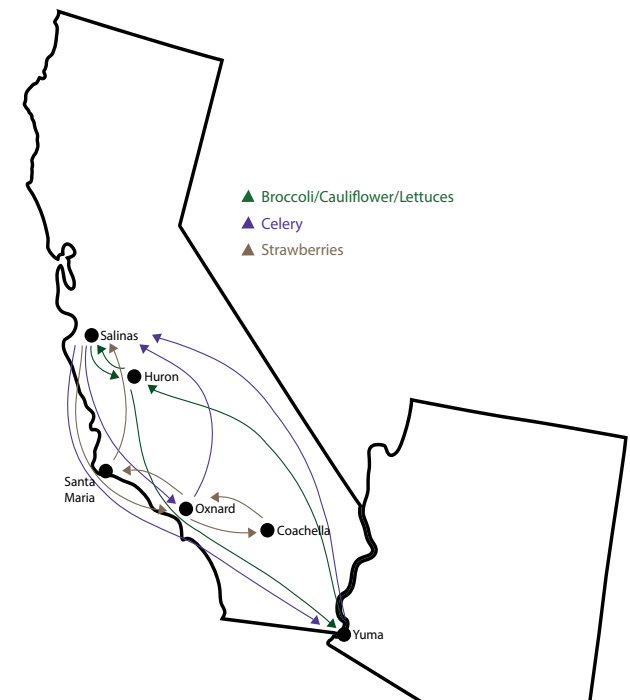 Broccoli/Cauliflower/Lettuces
Celery
Strawberries
Salinas
Huron
Santa
Maria
Oxnard
Coachella
Yuma